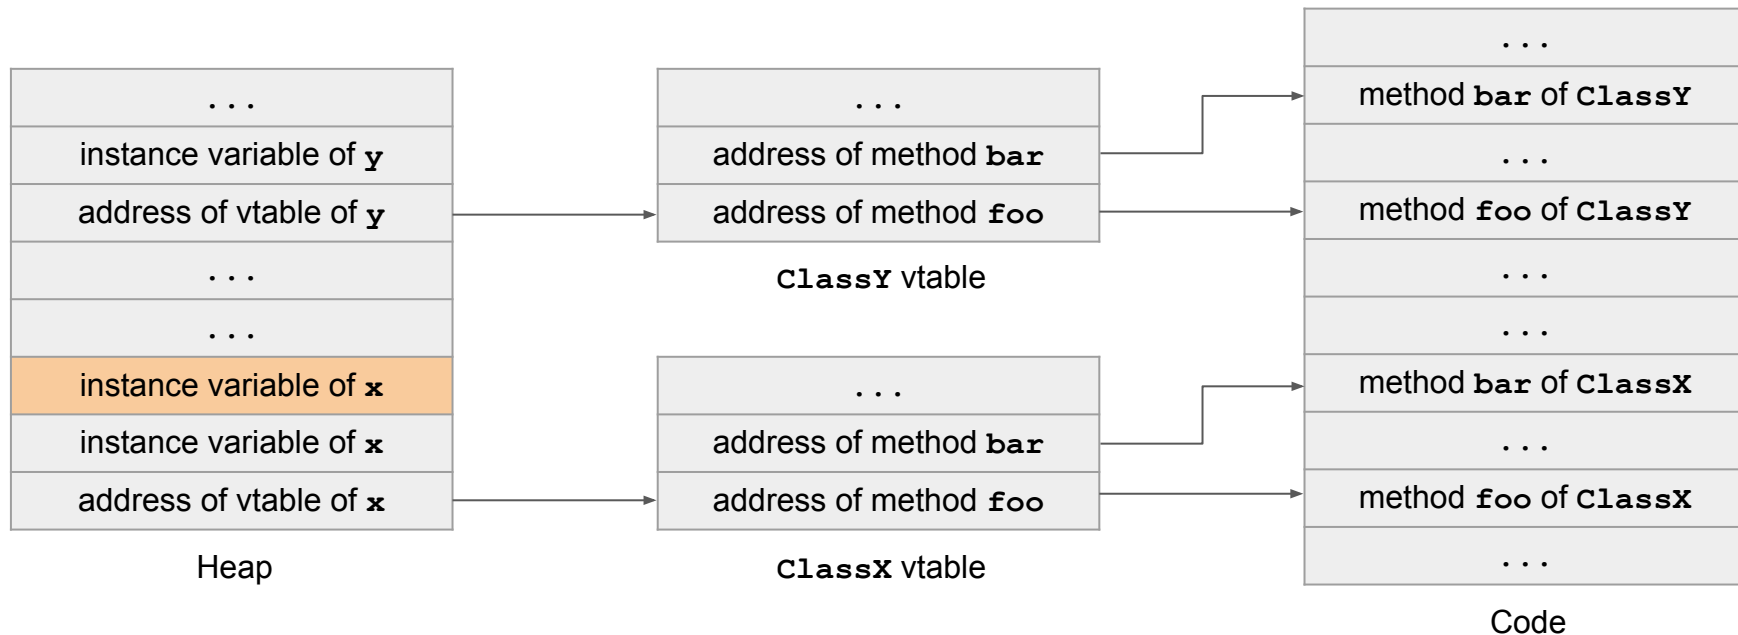 ...
instance variable of y
address of vtable of y
...
...
instance variable of x
instance variable of x
address of vtable of x
Heap
...
address of method bar
address of method foo
ClassY vtable
...
address of method bar
address of method foo
ClassX vtable
...
method bar of ClassY
...
method foo of ClassY
...
...
method bar of ClassX
...
method foo of ClassX
...
Code